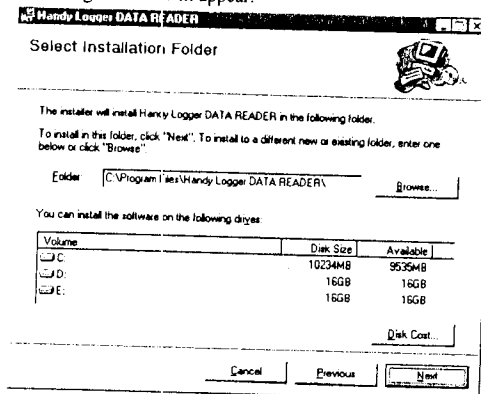 appear.
Handy Logger DATA READER
Select Installation Folder
The installer will install Handy Logger DATA READER in the following folder.
To install in this folder, click "Next". To install to a different new or existing folder, enter one
below or click "Browse".
Folder: C:\Program Files\Handy Logger DATA READER\ Browse...
You can install the software on the following drives:
Volume Disk Size Available
C: 10234MB 9535MB
D: 16GB 16GB
E: 16GB 16GB
Disk Cost...
Cancel Previous Next